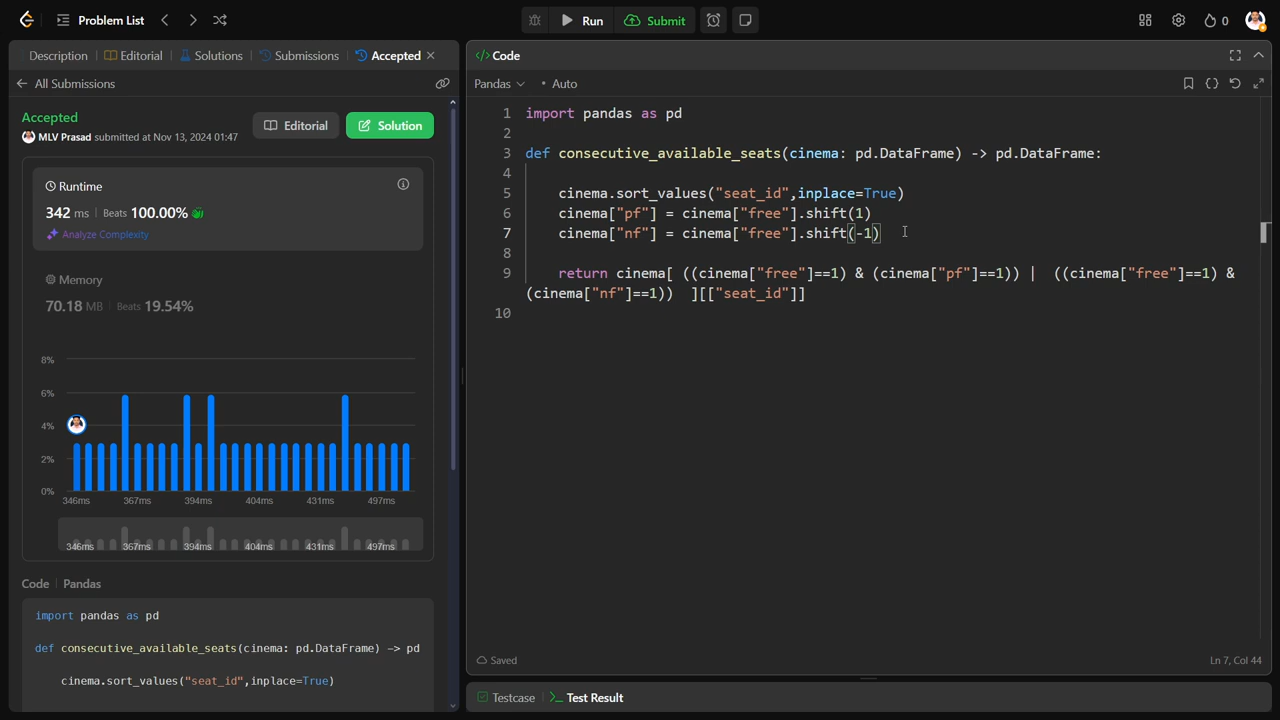 Problem List
Run
Submit
0
Description
Editorial
Solutions
Submissions
Accepted
All Submissions
Accepted
MLV Prasad submitted at Nov 13, 2024 01:47
Editorial
Solution
Runtime
342 ms | Beats 100.00%
Analyze Complexity
Memory
70.18 MB | Beats 19.54%
8%
6%
4%
2%
0%
346ms 367ms 394ms 404ms 431ms 497ms
346ms 367ms 394ms 404ms 431ms 497ms
Code | Pandas
import pandas as pd
def consecutive_available_seats(cinema: pd.DataFrame) -> pd
cinema.sort_values("seat_id",inplace=True)
</> Code
Pandas • Auto
1 import pandas as pd
2
3 def consecutive_available_seats(cinema: pd.DataFrame) -> pd.DataFrame:
4
5 cinema.sort_values("seat_id",inplace=True)
6 cinema["pf"] = cinema["free"].shift(1)
7 cinema["nf"] = cinema["free"].shift(-1)
8
9 return cinema[ ((cinema["free"]==1) & (cinema["pf"]==1)) | ((cinema["free"]==1) &
(cinema["nf"]==1)) ][["seat_id"]]
10
Saved
Ln 7, Col 44
Testcase
Test Result